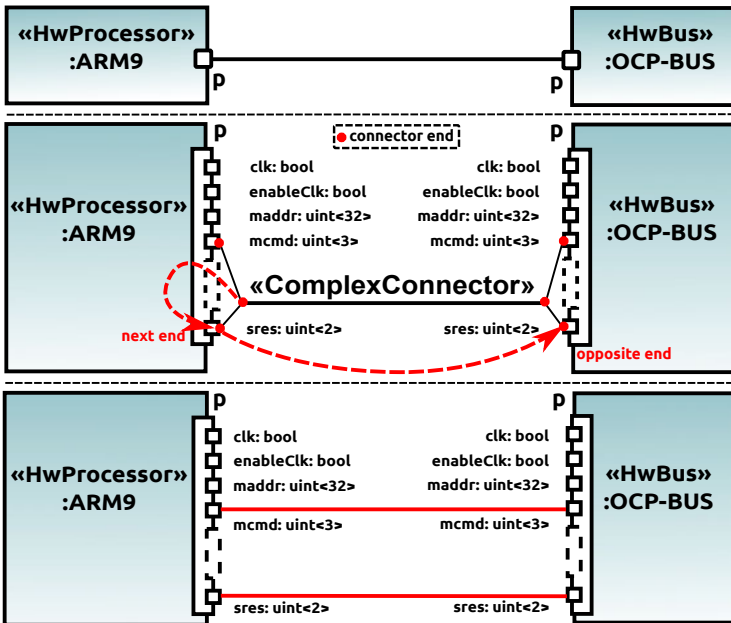 «HwProcessor»
:ARM9
p
«HwBus»
:OCP-BUS
p
p
p
connector end
«HwProcessor»
:ARM9
clk: bool
enableClk: bool
maddr: uint<32>
mcmd: uint<3>
clk: bool
enableClk: bool
maddr: uint<32>
mcmd: uint<3>
«HwBus»
:OCP-BUS
«ComplexConnector»
next end
sres: uint<2>
sres: uint<2>
opposite end
p
p
«HwProcessor»
:ARM9
clk: bool
enableClk: bool
maddr: uint<32>
mcmd: uint<3>
clk: bool
enableClk: bool
maddr: uint<32>
mcmd: uint<3>
«HwBus»
:OCP-BUS
sres: uint<2>
sres: uint<2>